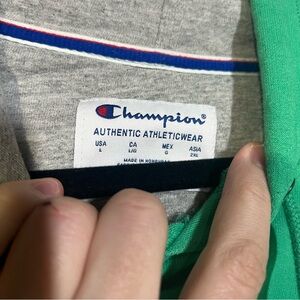 Champion®
AUTHENTIC ATHLETICWEAR
USA CA MEX ASIA
L L/G G 2XL
MADE IN HONDURAS